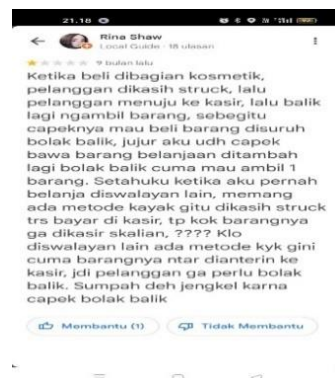 21.18
Rina Shaw
Local Guide · 18 ulasan
9 bulan lalu
Ketika beli dibagian kosmetik,
pelanggan dikasih struck, lalu
pelanggan menuju ke kasir, lalu balik
lagi ngambil barang, sebegitu
capeknya mau beli barang disuruh
bolak balik, jujur aku udh capek
bawa barang belanjaan ditambah
lagi bolak balik cuma mau ambil 1
barang. Setahuku ketika aku pernah
belanja diswalayan lain, memang
ada metode kayak gitu dikasih struck
trs bayar di kasir, tp kok barangnya
ga dikasir skalian, ???? Klo
diswalayan lain ada metode kyk gini
cuma barangnya ntar dianterin ke
kasir, jdi pelanggan ga perlu bolak
balik. Sumpah deh jengkel karna
capek bolak balik
Membantu (1)
Tidak Membantu